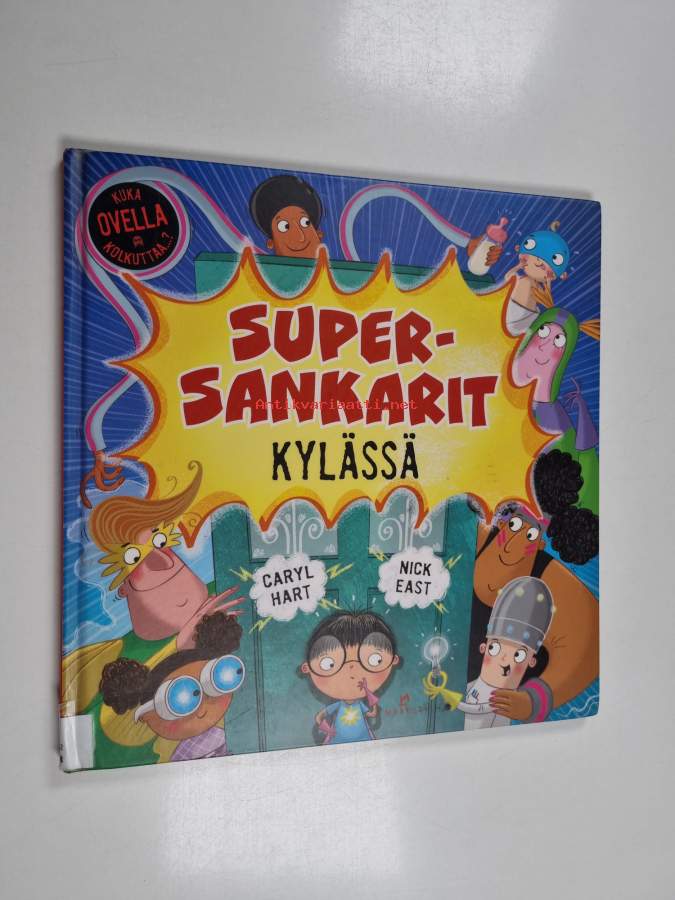 KUKA
OVELLA
KOLKUTTAA...?
SUPER-
SANKARIT
Antikvariaatti.net
KYLÄSSÄ
CARYL
HART
NICK
EAST